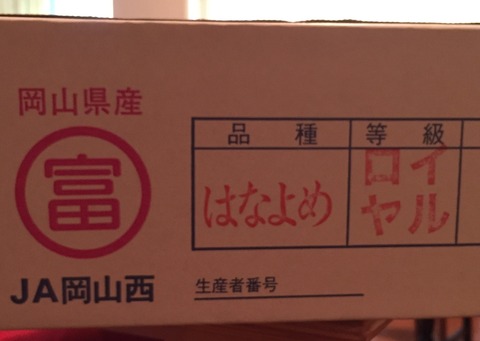 岡山県産
富
JA岡山西
品種 等級
はなよめ
ロイ
ヤル
生産者番号